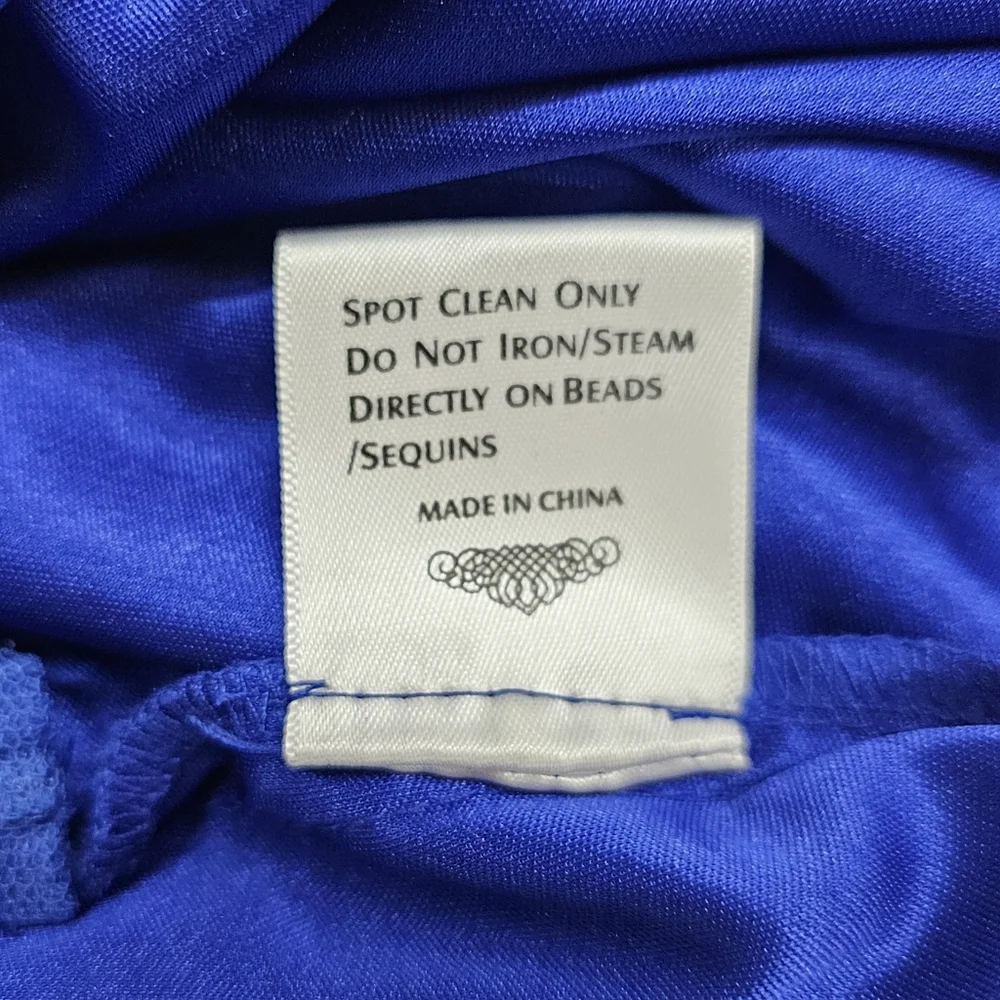 SPOT CLEAN ONLY
DO NOT IRON/STEAM
DIRECTLY ON BEADS
/SEQUINS
MADE IN CHINA